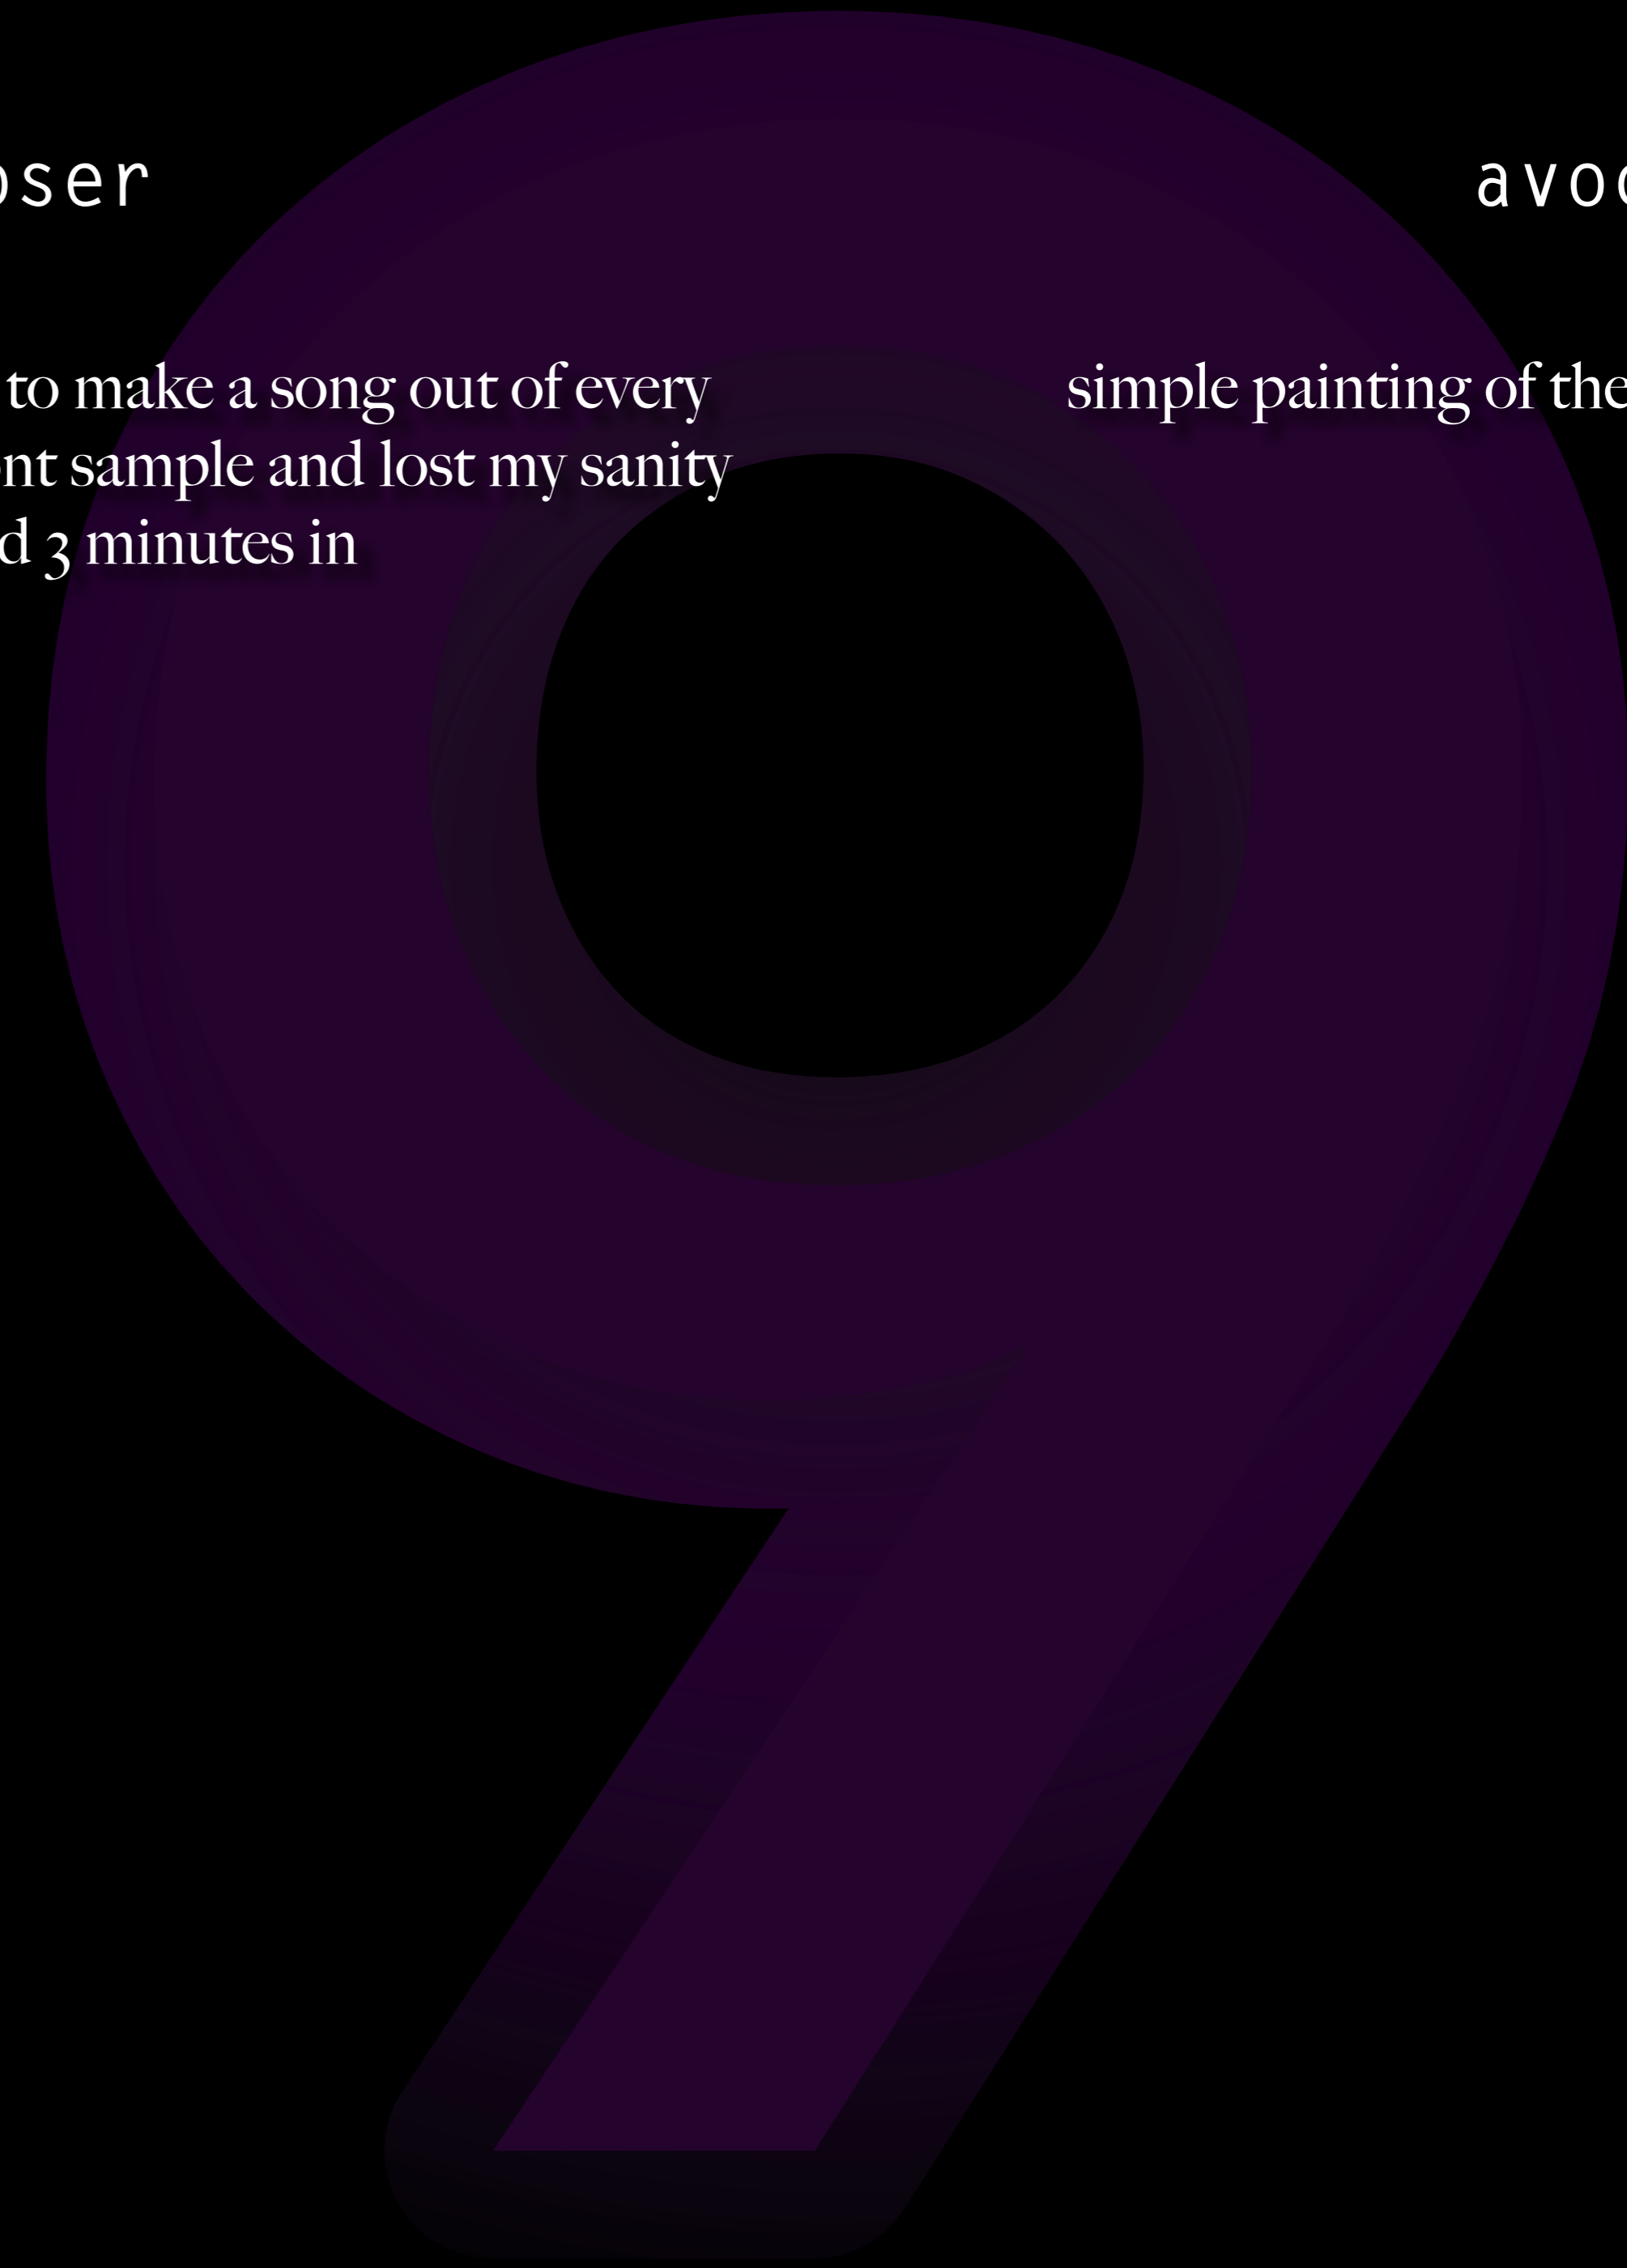 oser
avo
to make a song out of every
nt sample and lost my sanity
d 3 minutes in
simple painting of the
9